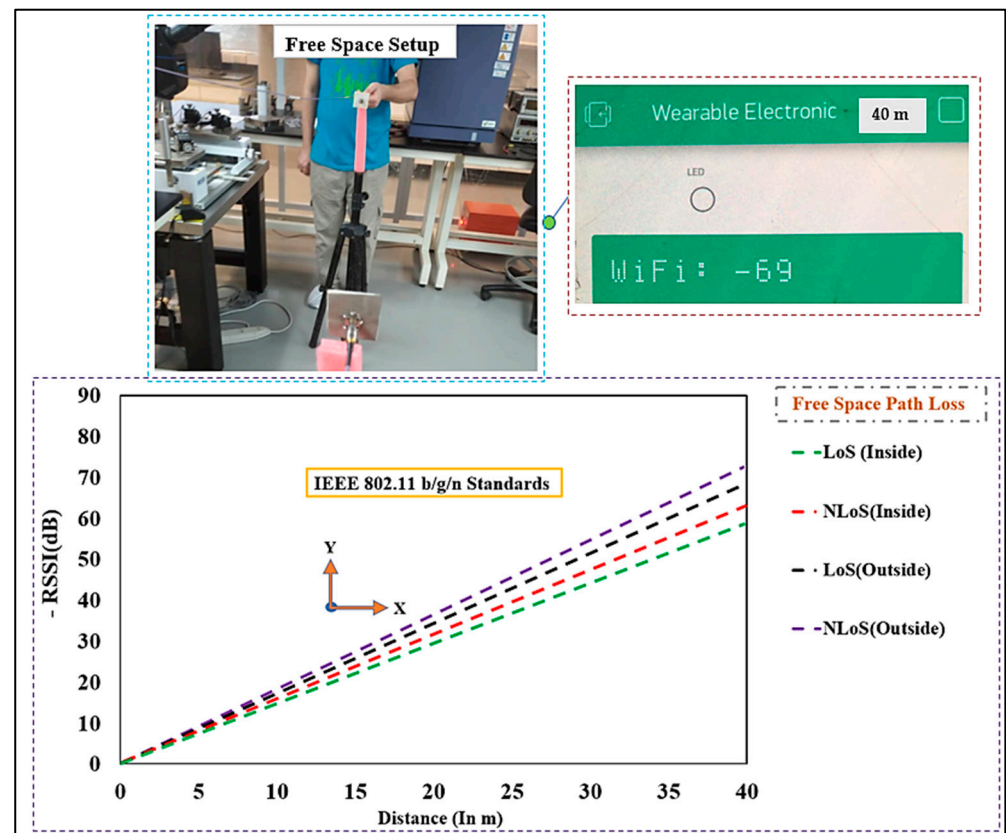 Free Space Setup
Wearable Electronic
40 m
LED
WiFi: -69
Free Space Path Loss
LoS (Inside)
NLoS(Inside)
LoS(Outside)
NLoS(Outside)
IEEE 802.11 b/g/n Standards
Y
X
- RSSI(dB)
90
80
70
60
50
40
30
20
10
0
0 5 10 15 20 25 30 35 40
Distance (In m)